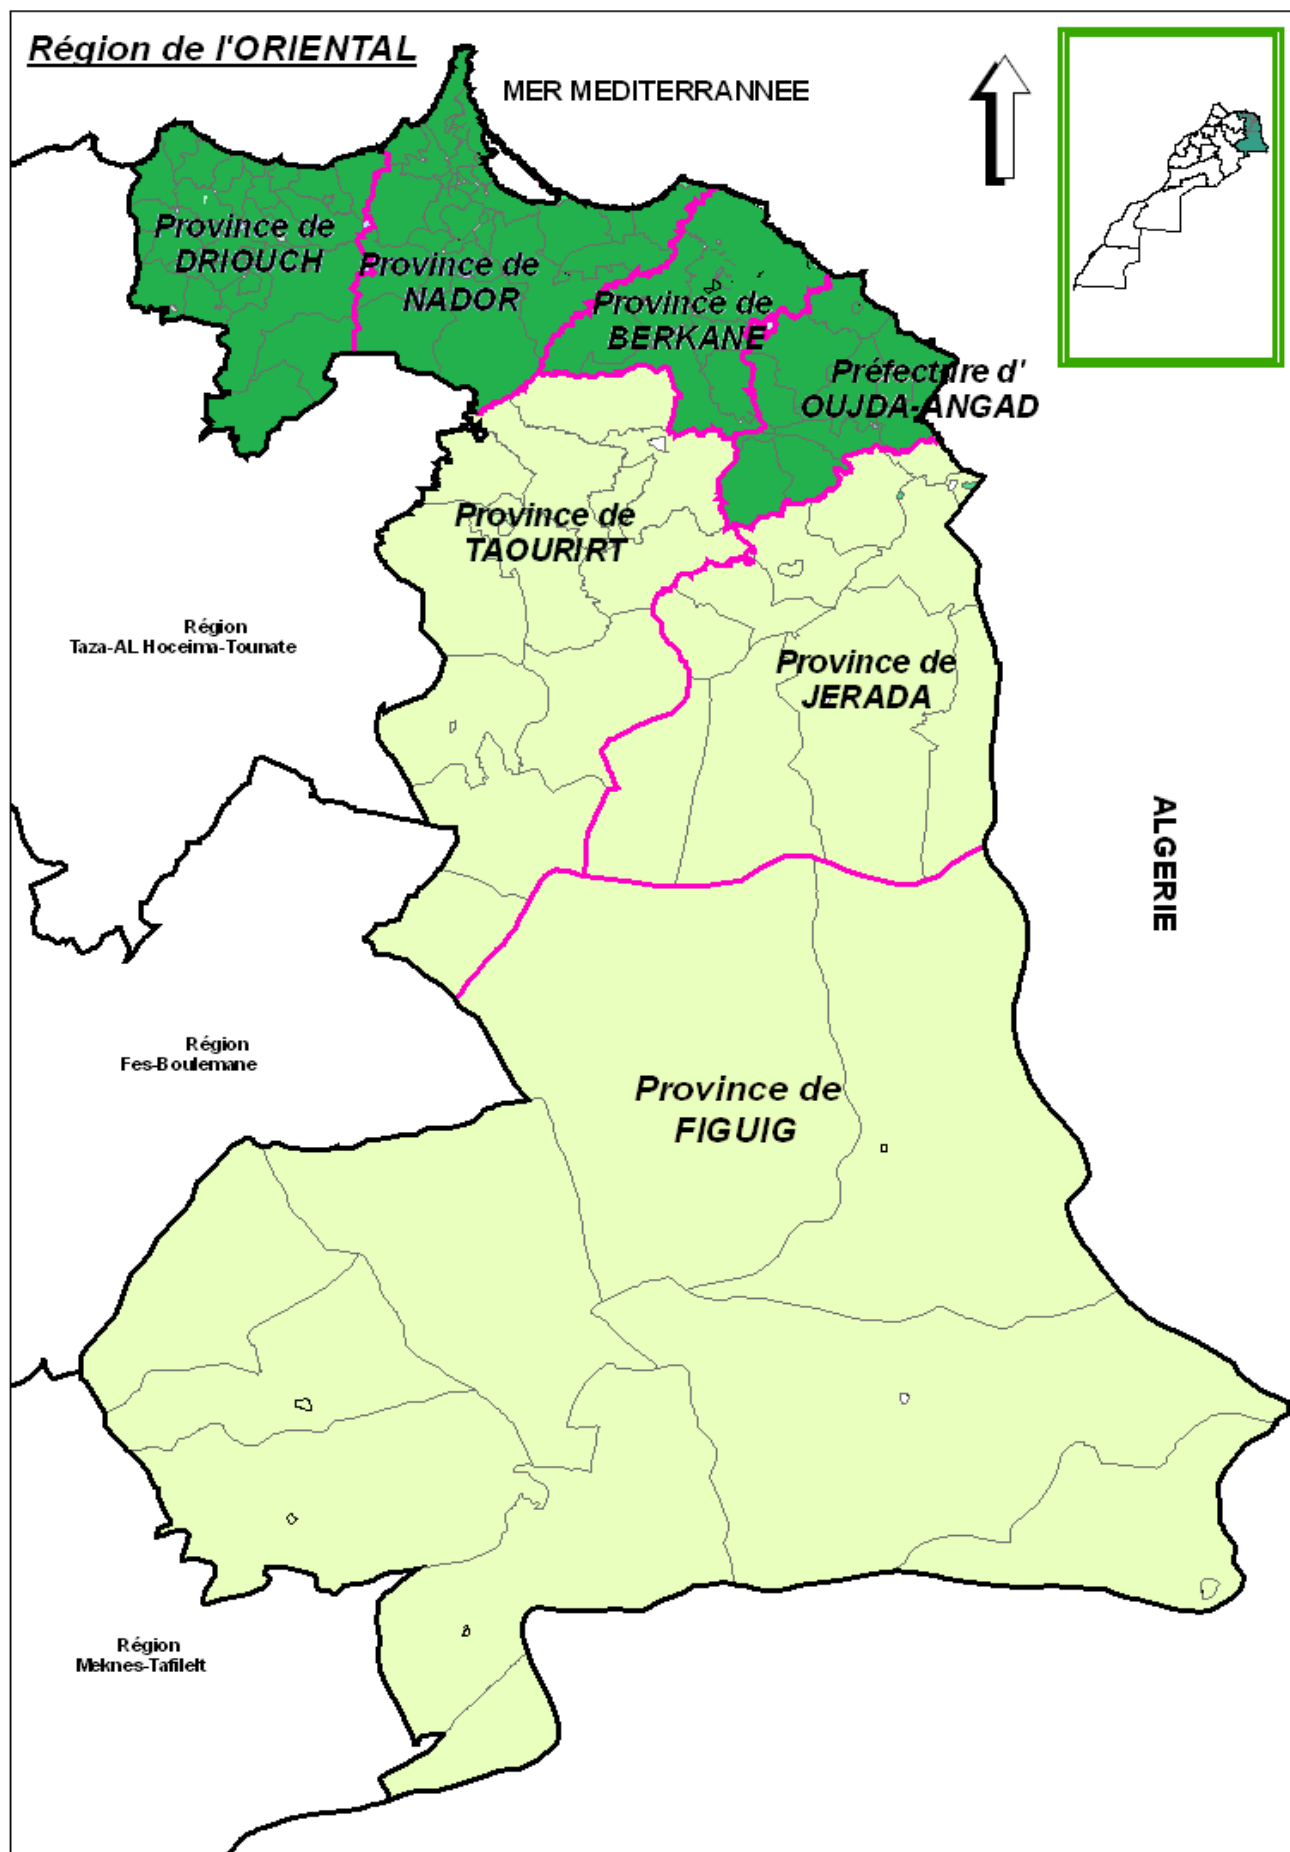 Région de l'ORIENTAL
MER MEDITERRANNEE
Province de
DRIOUCH
Province de
NADOR
Province de
BERKANE
Préfecture d'
OUJDA-ANGAD
Province de
TAOURIRT
Région
Taza-AL Hoceima-Tounate
Province de
JERADA
ALGERIE
Région
Fes-Boulemane
Province de
FIGUIG
Région
Meknes-Tafilelt